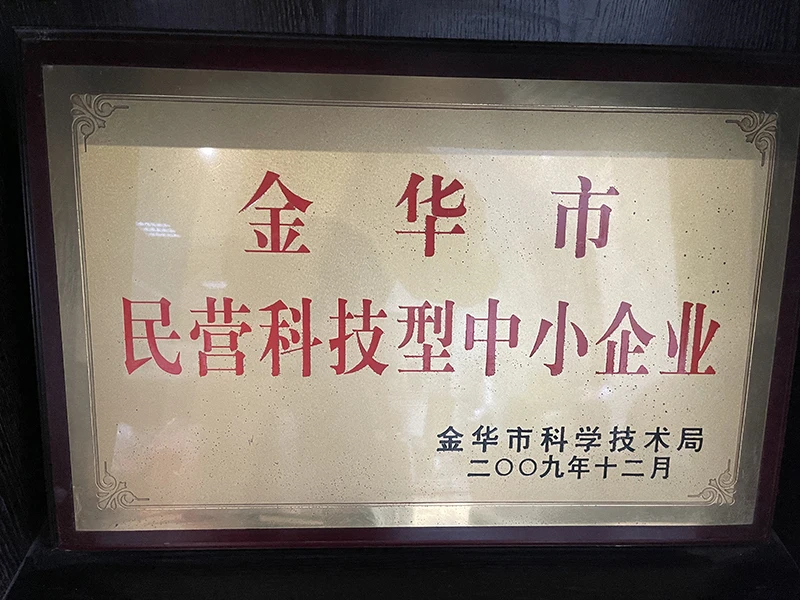 金华市
民营科技型中小企业
金华市科学技术局
二〇〇九年十二月